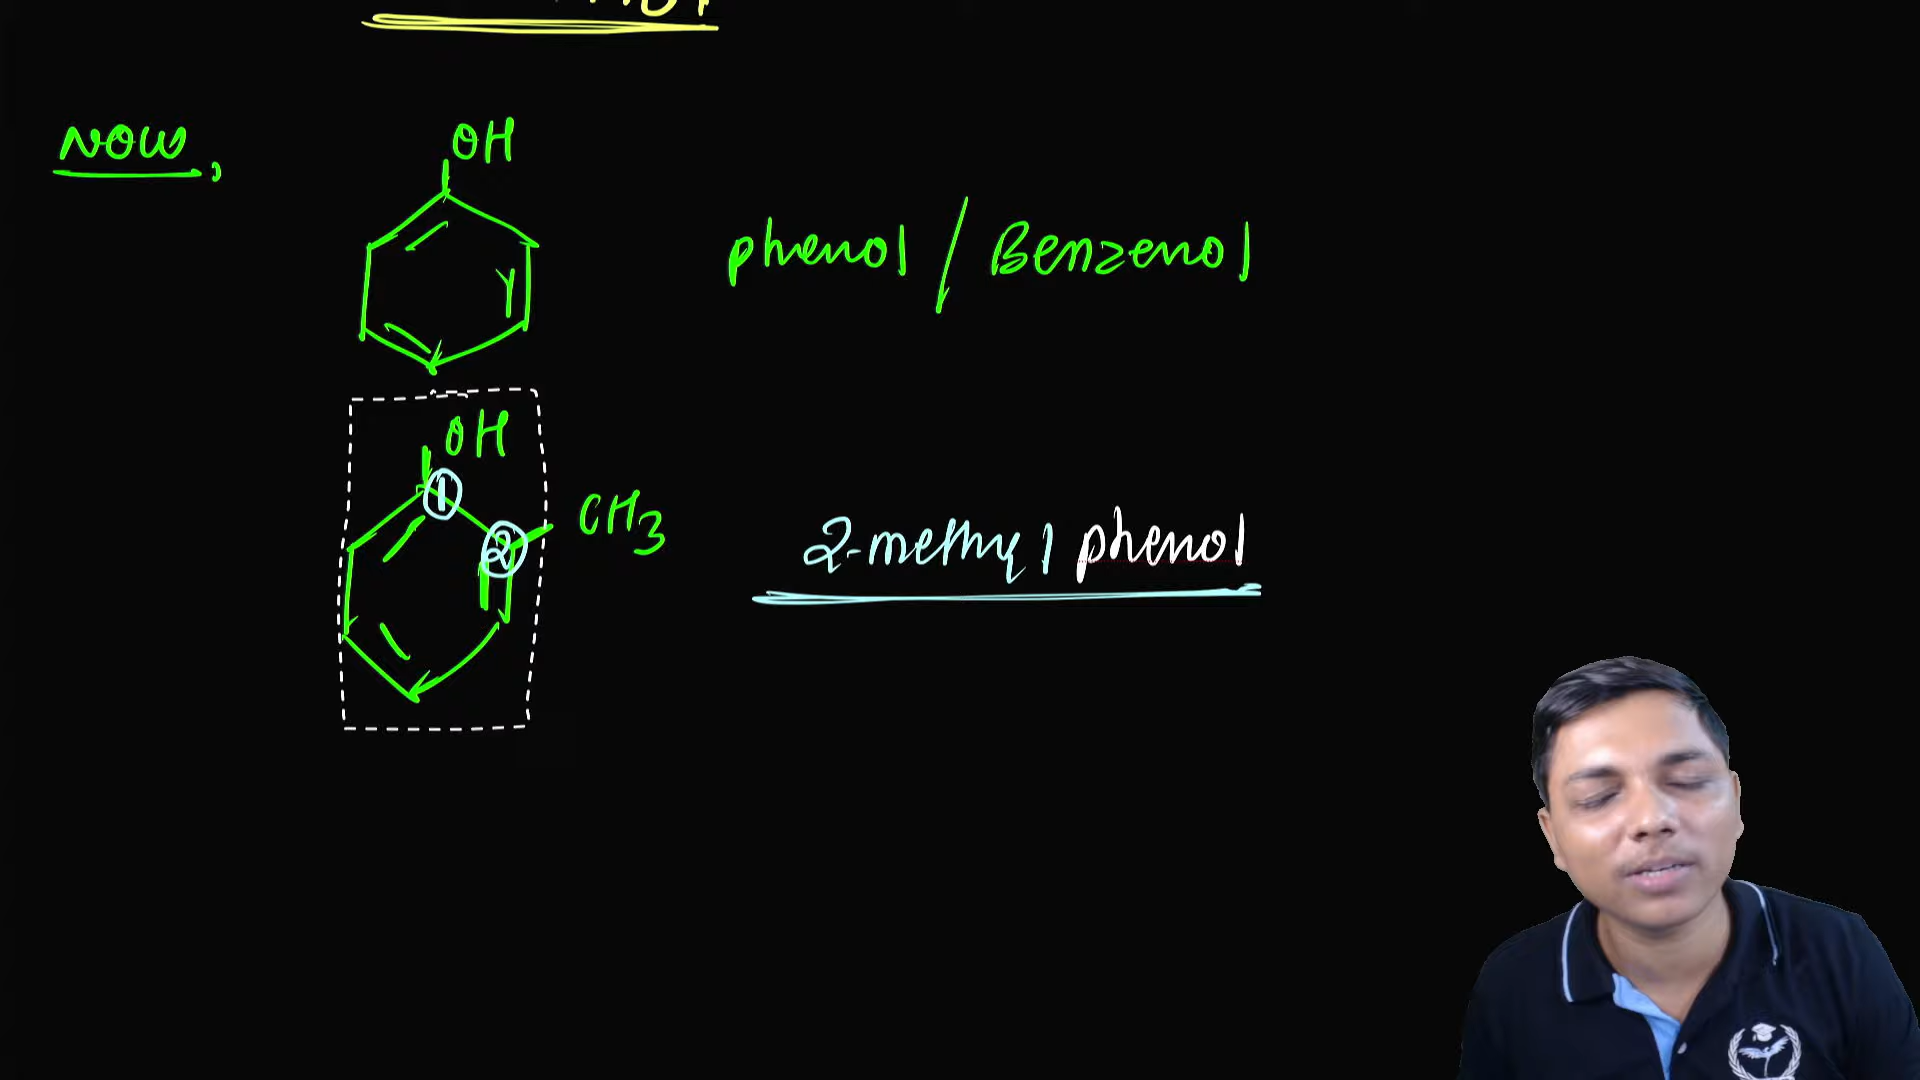 NOW,
OH
phenol / Benzenol
OH
1
2
CH3
2-methyl phenol